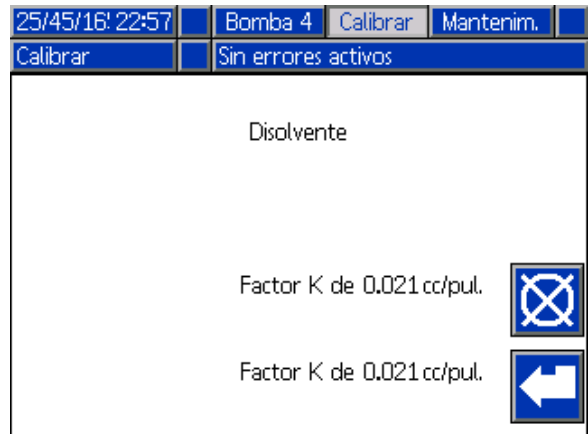 25/45/16: 22:57 Bomba 4 Calibrar Mantenim.
Calibrar Sin errores activos
Disolvente
Factor K de 0.021 cc/pul.
Factor K de 0.021 cc/pul.